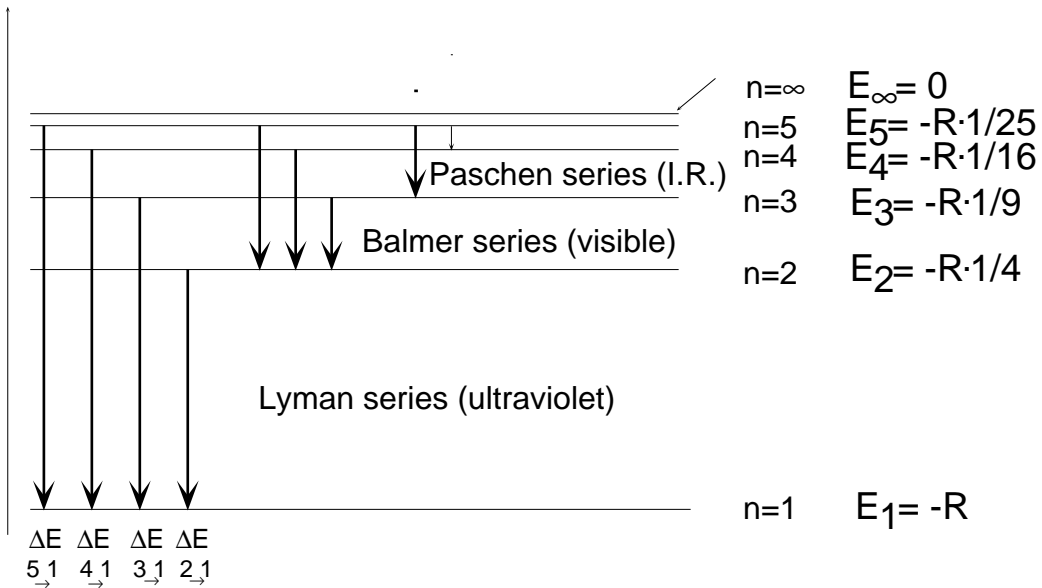 n=∞ E∞= 0
n=5 E5= -R·1/25
n=4 E4= -R·1/16
Paschen series (I.R.)
n=3 E3= -R·1/9
Balmer series (visible)
n=2 E2= -R·1/4
Lyman series (ultraviolet)
n=1 E1= -R
ΔE ΔE ΔE ΔE
5→1 4→1 3→1 2→1